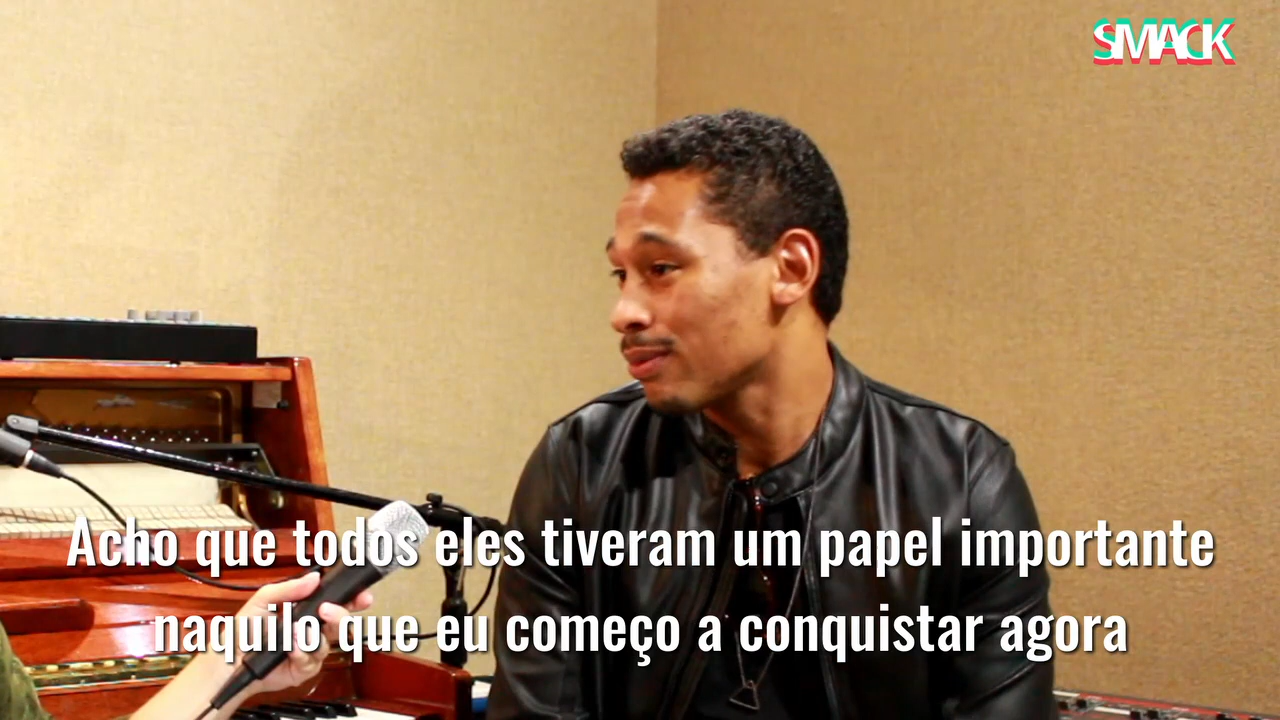 SMACK
Acho que todos eles tiveram um papel importante
naquilo que eu começo a conquistar agora